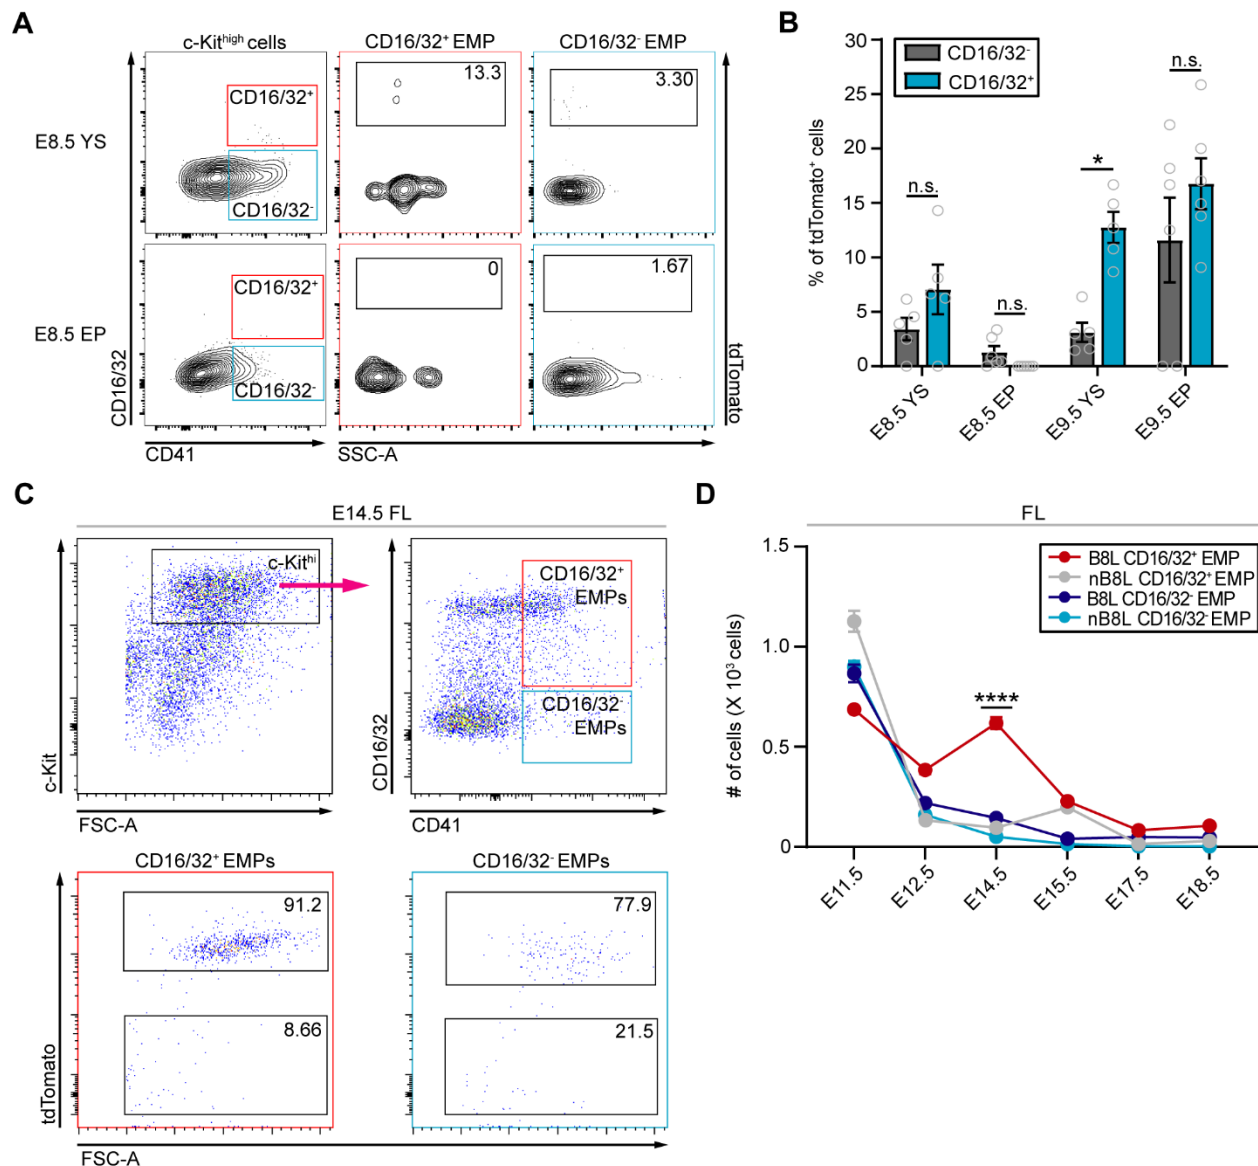 A
c-Kithigh cells
CD16/32+ EMP
CD16/32- EMP
E8.5 YS
CD16/32+
CD16/32-
13.3
3.30
E8.5 EP
CD16/32+
CD16/32-
0
1.67
CD16/32
tdTomato
CD41
SSC-A
B
30
25
20
15
10
5
0
% of tdTomato+ cells
CD16/32-
CD16/32+
n.s.
n.s.
*
n.s.
E8.5 YS
E8.5 EP
E9.5 YS
E9.5 EP
C
E14.5 FL
c-Kithi
CD16/32+
EMPs
CD16/32-
EMPs
c-Kit
FSC-A
CD16/32
CD41
CD16/32+ EMPs
CD16/32- EMPs
91.2
8.66
77.9
21.5
tdTomato
FSC-A
D
FL
1.5
1.0
0.5
0
# of cells (X 10³ cells)
B8L CD16/32+ EMP
nB8L CD16/32+ EMP
B8L CD16/32- EMP
nB8L CD16/32- EMP
****
E11.5
E12.5
E14.5
E15.5
E17.5
E18.5